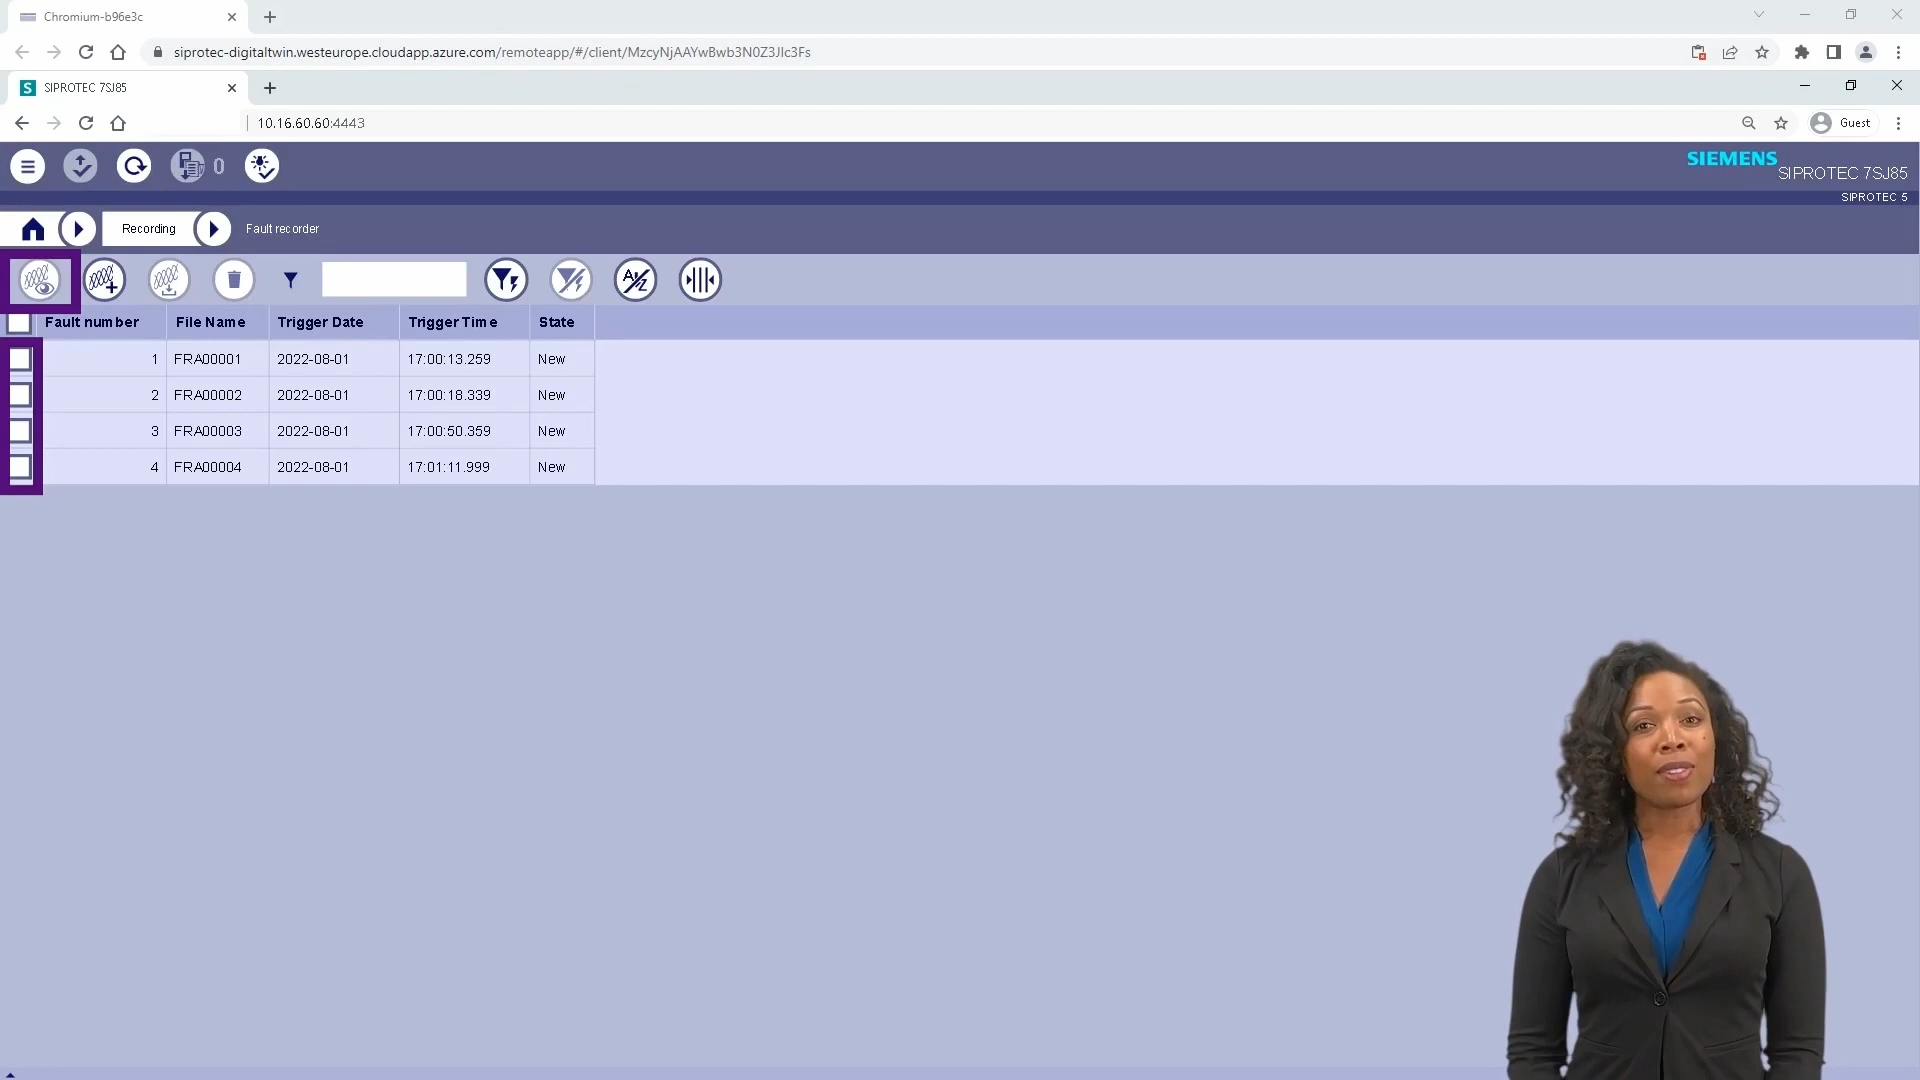 Chromium-b96e3c
siprotec-digitaltwin.westeurope.cloudapp.azure.com/remoteapp/#/client/MzcyNjAAYwBwb3N0Z3JIc3Fs
SIPROTEC 7SJ85
10.16.60.60:4443
Guest
0
SIEMENS
SIPROTEC 7SJ85
SIPROTEC 5
Recording
Fault recorder
Fault number File Name Trigger Date Trigger Time State
1 FRA00001 2022-08-01 17:00:13.259 New
2 FRA00002 2022-08-01 17:00:18.339 New
3 FRA00003 2022-08-01 17:00:50.359 New
4 FRA00004 2022-08-01 17:01:11.999 New